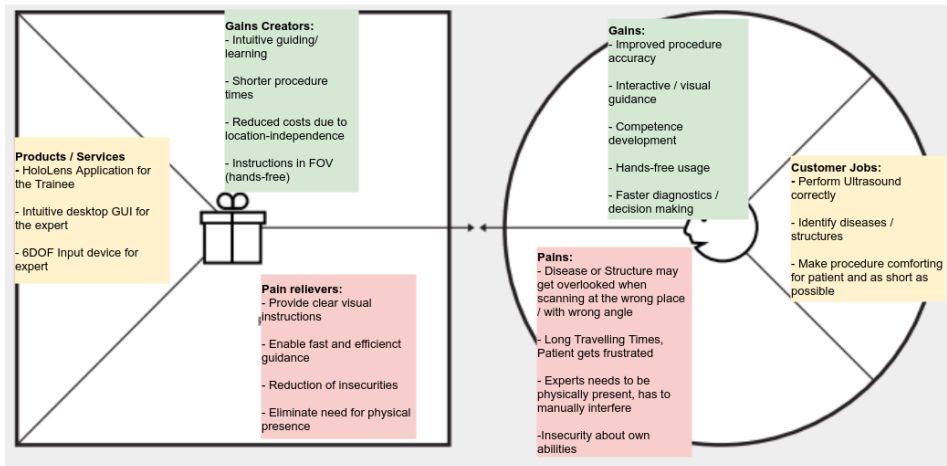 Gains Creators:
- Intuitive guiding/
learning
- Shorter procedure
times
- Reduced costs due to
location-independence
- Instructions in FOV
(hands-free)
Products / Services
- HoloLens Application for
the Trainee
- Intuitive desktop GUI for
the expert
- 6DOF Input device for
expert
Pain relievers:
- Provide clear visual
instructions
- Enable fast and efficienct
guidance
- Reduction of insecurities
- Eliminate need for physical
presence
Gains:
- Improved procedure
accuracy
- Interactive / visual
guidance
- Competence
development
- Hands-free usage
- Faster diagnostics /
decision making
Customer Jobs:
- Perform Ultrasound
correctly
- Identify diseases /
structures
- Make procedure comforting
for patient and as short as
possible
Pains:
- Disease or Structure may
get overlooked when
scanning at the wrong place
/ with wrong angle
- Long Travelling Times,
Patient gets frustrated
- Experts needs to be
physically present, has to
manually interfere
-Insecurity about own
abilities